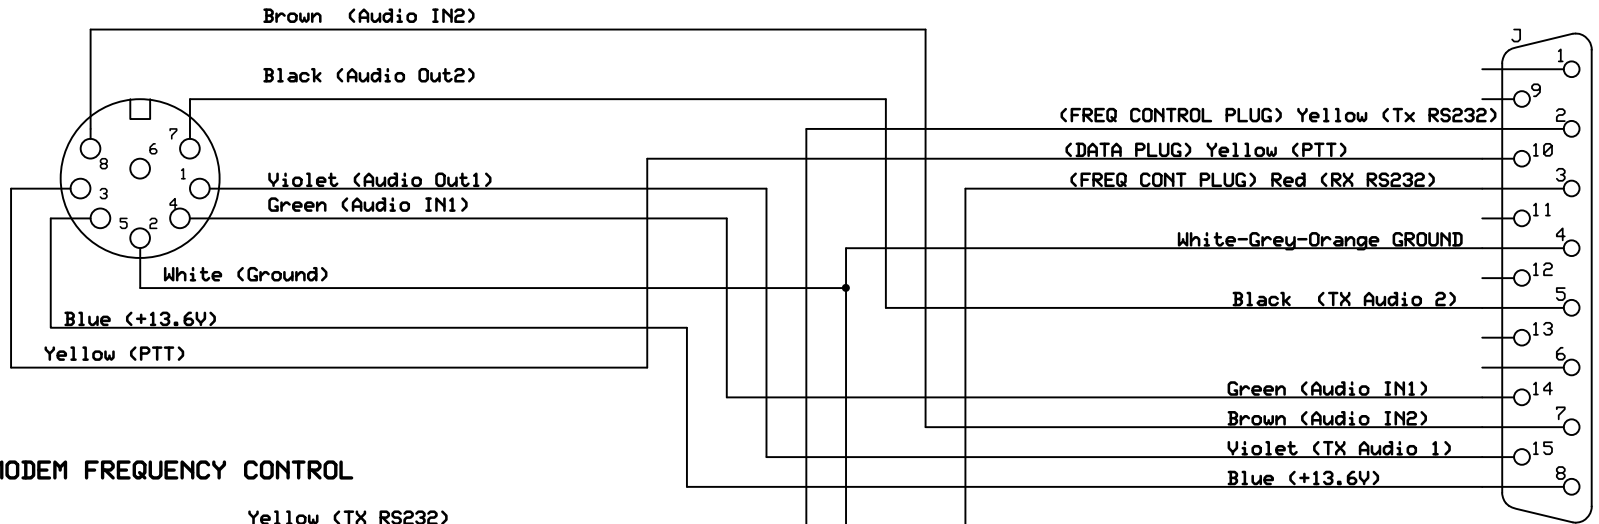 Brown (Audio IN2)
J
1
Black (Audio Out2)
9
(FREQ CONTROL PLUG) Yellow (Tx RS232)
2
7
6
8
(DATA PLUG) Yellow (PTT)
10
1
3
Violet (Audio Out1)
(FREQ CONT PLUG) Red (RX RS232)
3
4
Green (Audio IN1)
11
5
2
White-Grey-Orange GROUND
4
White (Ground)
12
Black (TX Audio 2)
5
Blue (+13.6V)
13
Yellow (PTT)
6
Green (Audio IN1)
14
Brown (Audio IN2)
7
Violet (TX Audio 1)
15
MODEM FREQUENCY CONTROL
Blue (+13.6V)
8
Yellow (TX RS232)